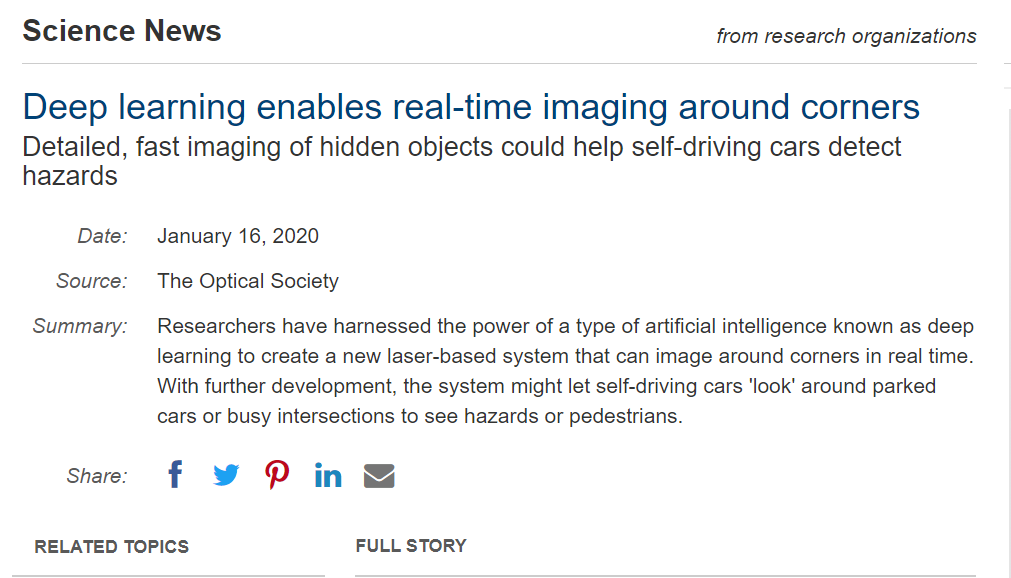 Science News
from research organizations
Deep learning enables real-time imaging around corners
Detailed, fast imaging of hidden objects could help self-driving cars detect
hazards
Date: January 16, 2020
Source: The Optical Society
Summary: Researchers have harnessed the power of a type of artificial intelligence known as deep
learning to create a new laser-based system that can image around corners in real time.
With further development, the system might let self-driving cars 'look' around parked
cars or busy intersections to see hazards or pedestrians.
Share:
RELATED TOPICS
FULL STORY